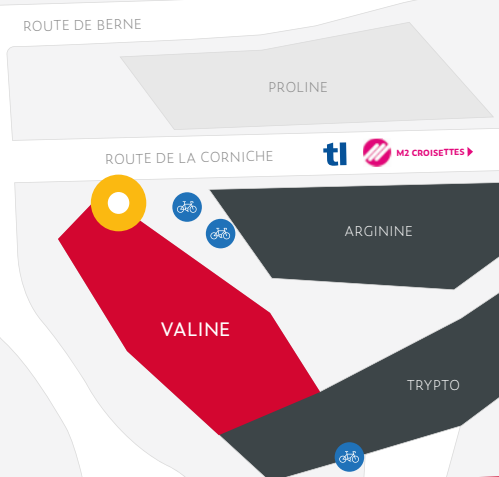 ROUTE DE BERNE
PROLINE
ROUTE DE LA CORNICHE
tl
M2 CROISETTES
ARGININE
VALINE
TRYPTO